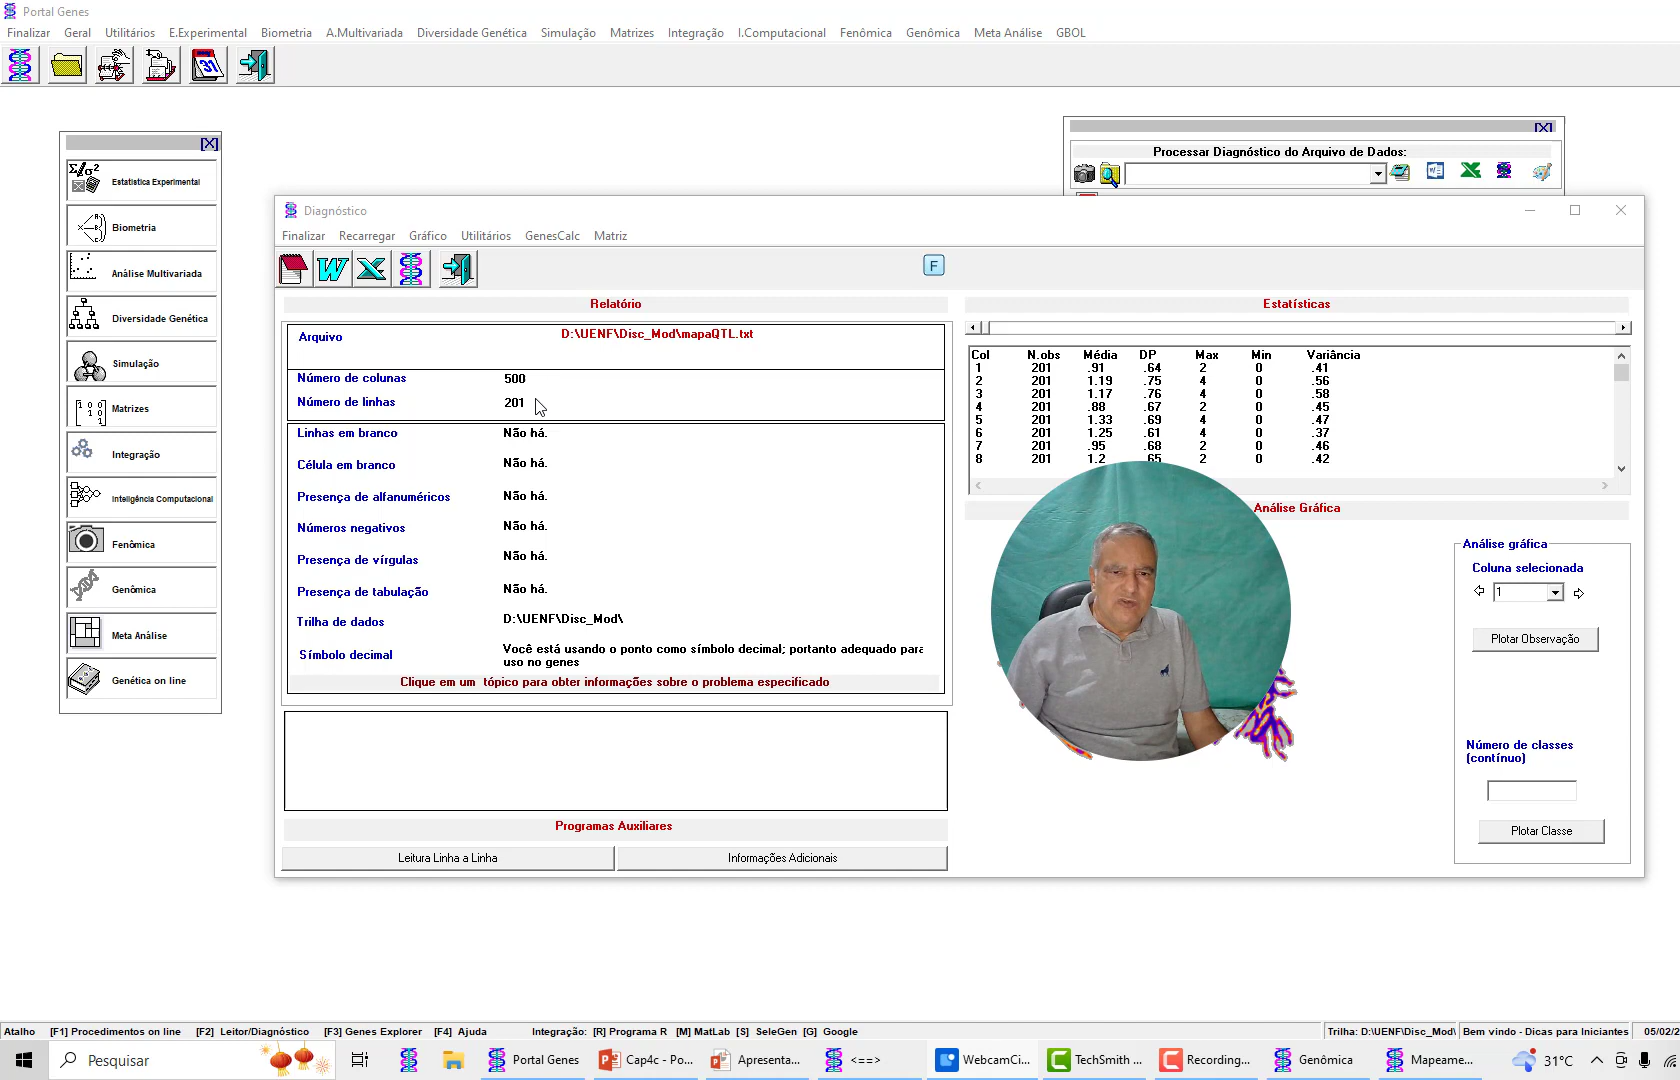 Portal Genes
Finalizar Geral Utilitários E.Experimental Biometria A.Multivariada Diversidade Genética Simulação Matrizes Integração I.Computacional Fenômica Genômica Meta Análise GBOL
31
[X]
Estatística Experimental
Biometria
Análise Multivariada
Diversidade Genética
Simulação
Matrizes
Integração
Inteligência Computacional
Fenômica
Genômica
Meta Análise
Genética on line
[X]
Processar Diagnóstico do Arquivo de Dados:
Diagnóstico
Finalizar Recarregar Gráfico Utilitários GenesCalc Matriz
F
Relatório
Arquivo D:\UENF\Disc_Mod\mapaQTL.txt
Número de colunas 500
Número de linhas 201
Linhas em branco Não há.
Célula em branco Não há.
Presença de alfanuméricos Não há.
Números negativos Não há.
Presença de vírgulas Não há.
Presença de tabulação Não há.
Trilha de dados D:\UENF\Disc_Mod\
Símbolo decimal Você está usando o ponto como símbolo decimal; portanto adequado para
uso no genes
Clique em um tópico para obter informações sobre o problema especificado
Programas Auxiliares
Leitura Linha a Linha Informações Adicionais
Estatísticas
Col N.obs Média DP Max Min Variância
1 201 .91 .64 2 0 .41
2 201 1.19 .75 4 0 .56
3 201 1.17 .76 4 0 .58
4 201 .88 .67 2 0 .45
5 201 1.33 .69 4 0 .47
6 201 1.25 .61 4 0 .37
7 201 .95 .68 2 0 .46
8 201 1.2 .65 2 0 .42
Análise Gráfica
Análise gráfica
Coluna selecionada
1
Plotar Observação
Número de classes
(contínuo)
Plotar Classe
Atalho [F1] Procedimentos on line [F2] Leitor/Diagnóstico [F3] Genes Explorer [F4] Ajuda Integração: [R] Programa R [M] MatLab [S] SeleGen [G] Google Trilha: D:\UENF\Disc_Mod\ Bem vindo - Dicas para Iniciantes 05/02/2
Pesquisar Portal Genes Cap4c - Po... Apresenta... <==> WebcamCi... TechSmith ... Recording... Genômica Mapeame... 31°C